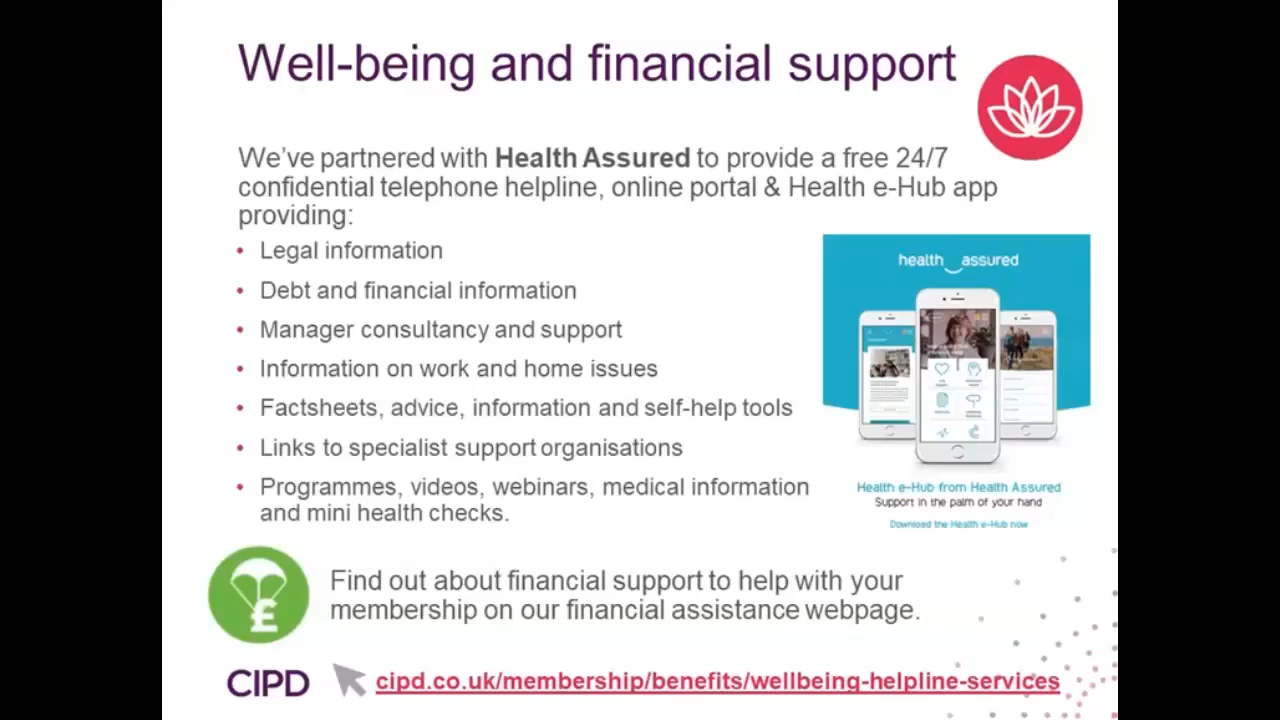 Well-being and financial support
We've partnered with Health Assured to provide a free 24/7
confidential telephone helpline, online portal & Health e-Hub app
providing:
• Legal information
• Debt and financial information
• Manager consultancy and support
• Information on work and home issues
• Factsheets, advice, information and self-help tools
• Links to specialist support organisations
• Programmes, videos, webinars, medical information
and mini health checks.
health assured
Health e-Hub from Health Assured
Support in the palm of your hand
Download the Health e-Hub now
£
Find out about financial support to help with your
membership on our financial assistance webpage.
CIPD
cipd.co.uk/membership/benefits/wellbeing-helpline-services